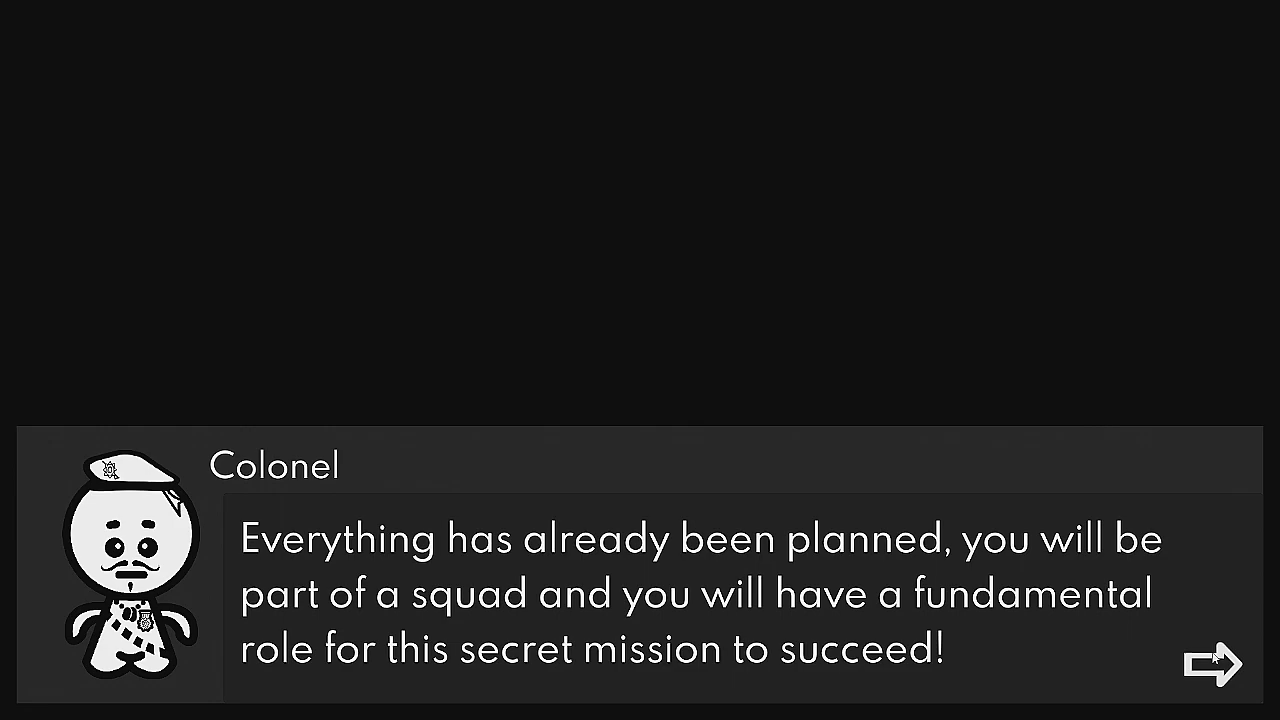 Colonel
Everything has already been planned, you will be
part of a squad and you will have a fundamental
role for this secret mission to succeed!